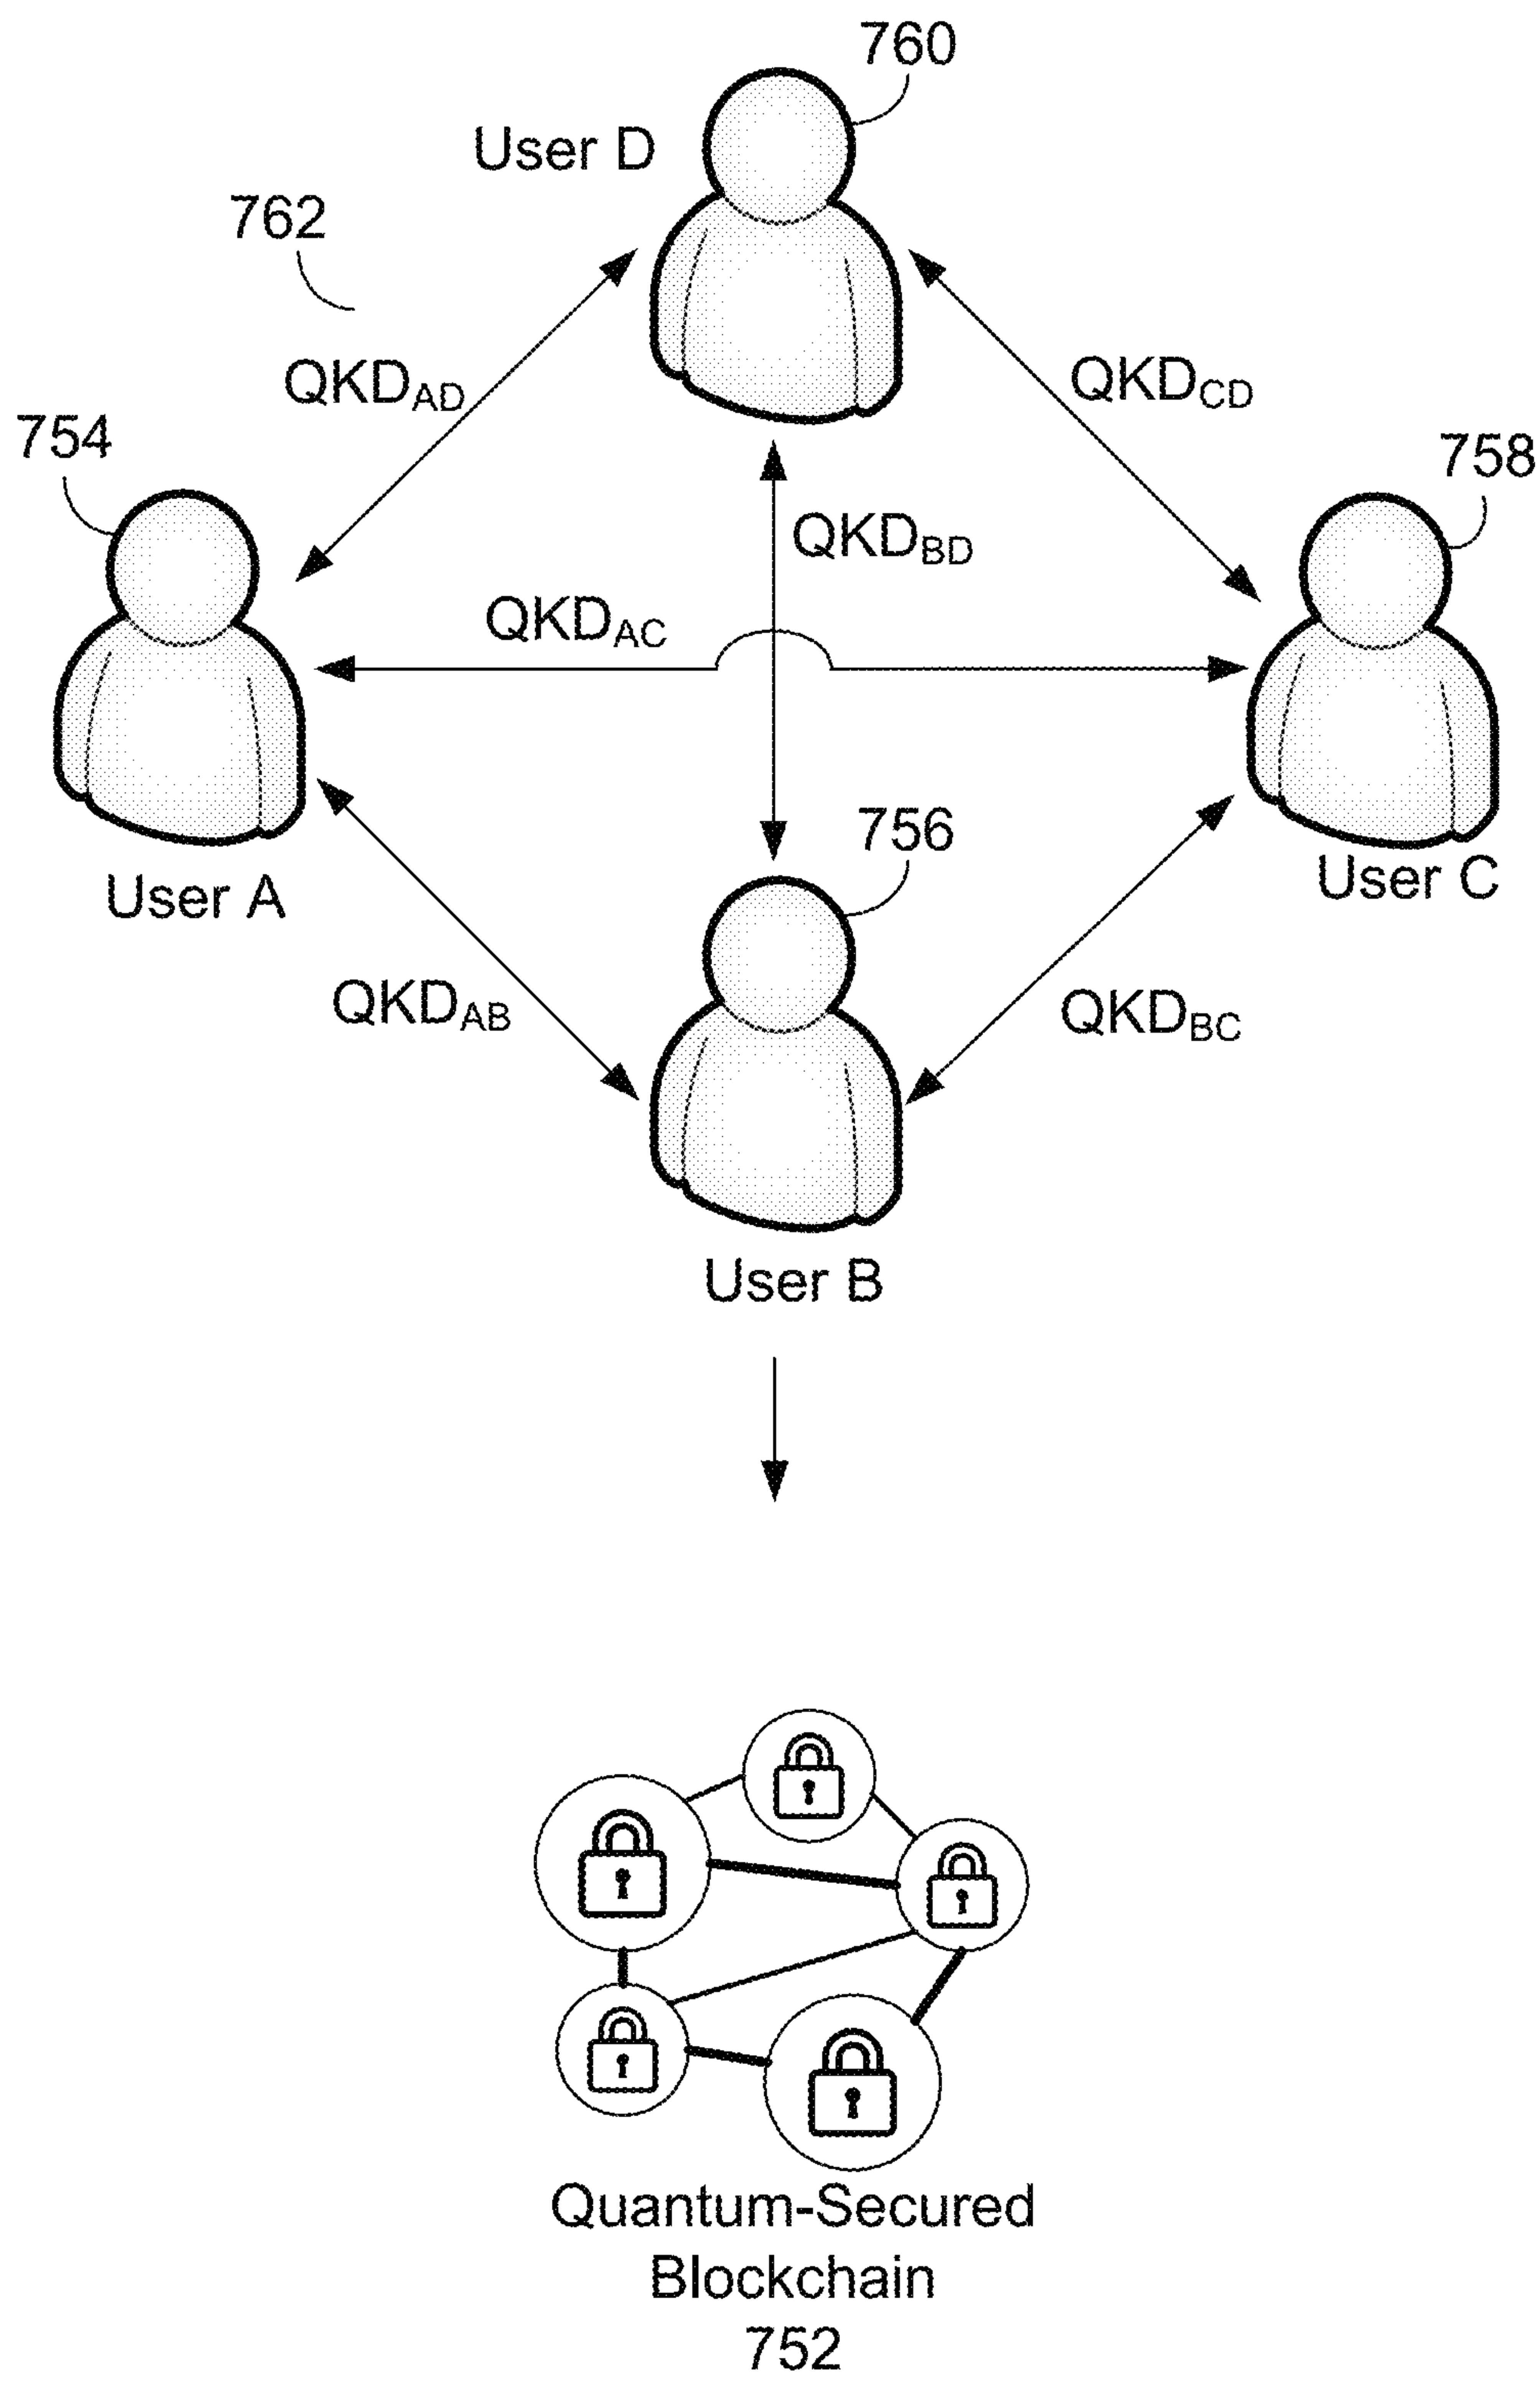 760
User D
762
QKDAD
QKDCD
754
758
QKDBD
QKDAC
756
User C
User A
QKDAB
QKDBC
User B
Quantum-Secured
Blockchain
752